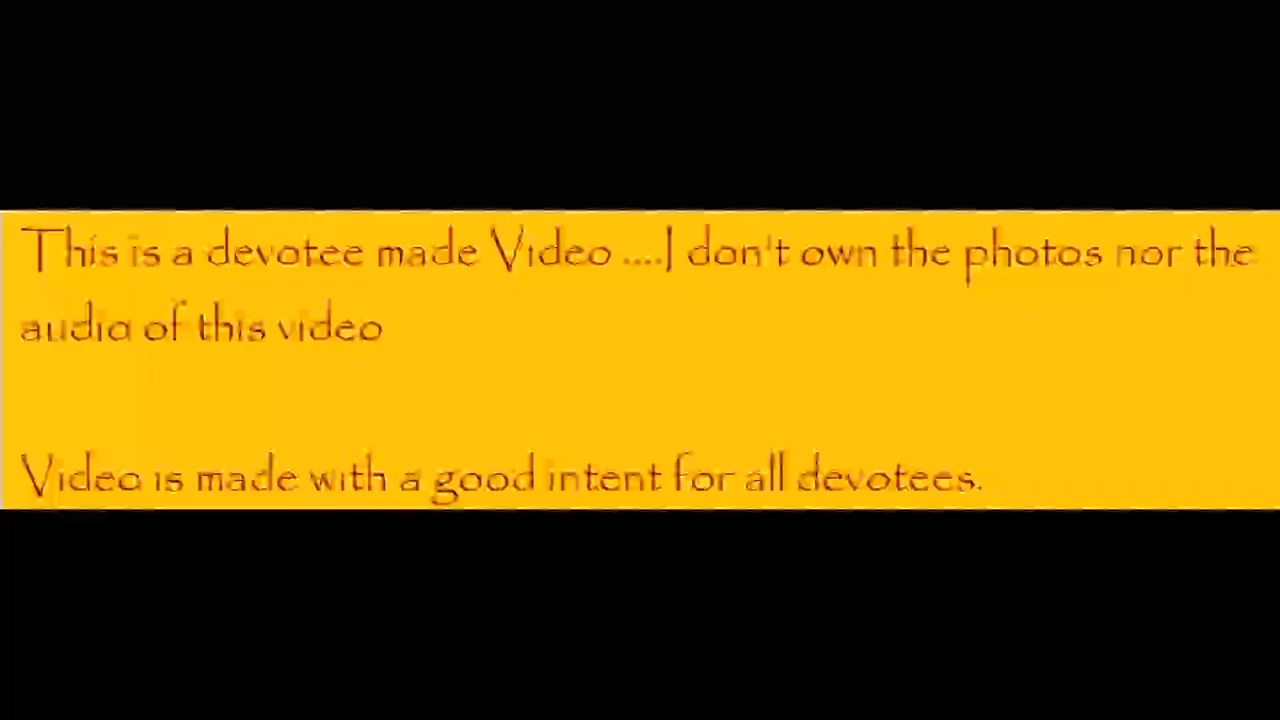 This is a devotee made Video ....I don't own the photos nor the
audio of this video
Video is made with a good intent for all devotees.